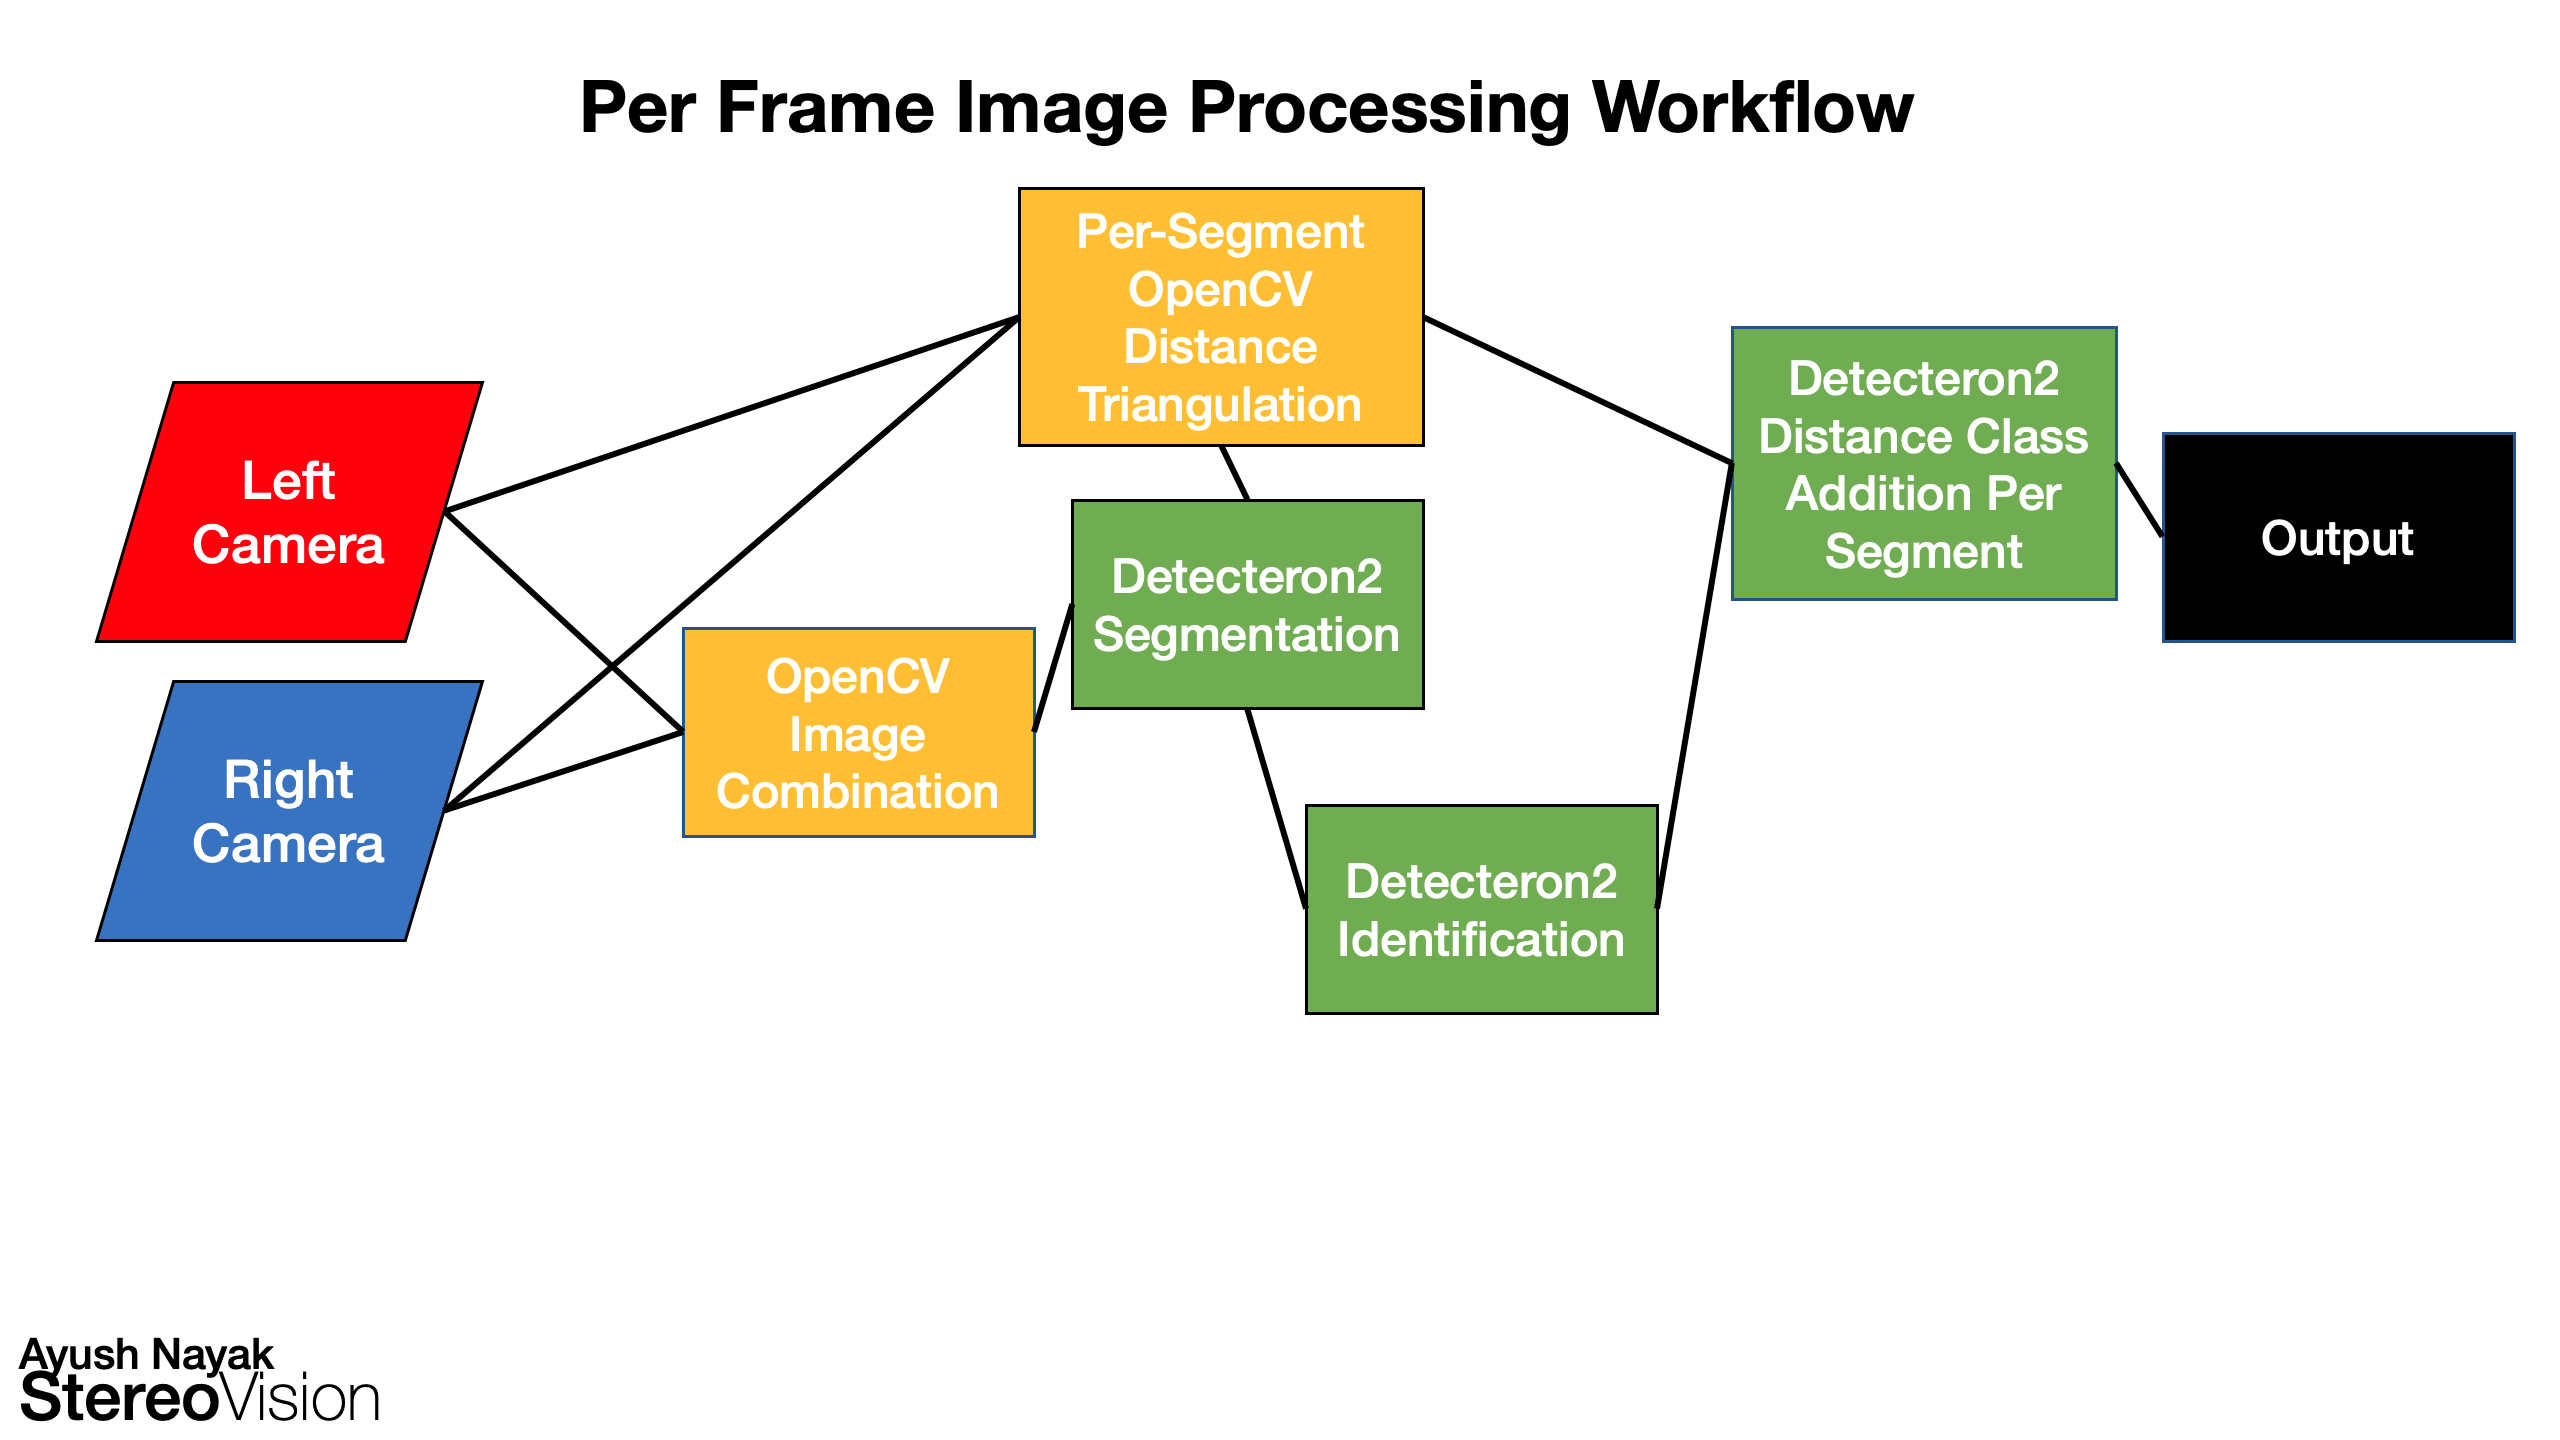 Per Frame Image Processing Workflow
Per-Segment
OpenCV
Distance
Triangulation
Left
Camera
Right
Camera
OpenCV
Image
Combination
Detecteron2
Segmentation
Detecteron2
Identification
Detecteron2
Distance Class
Addition Per
Segment
Output
Ayush Nayak
StereoVision